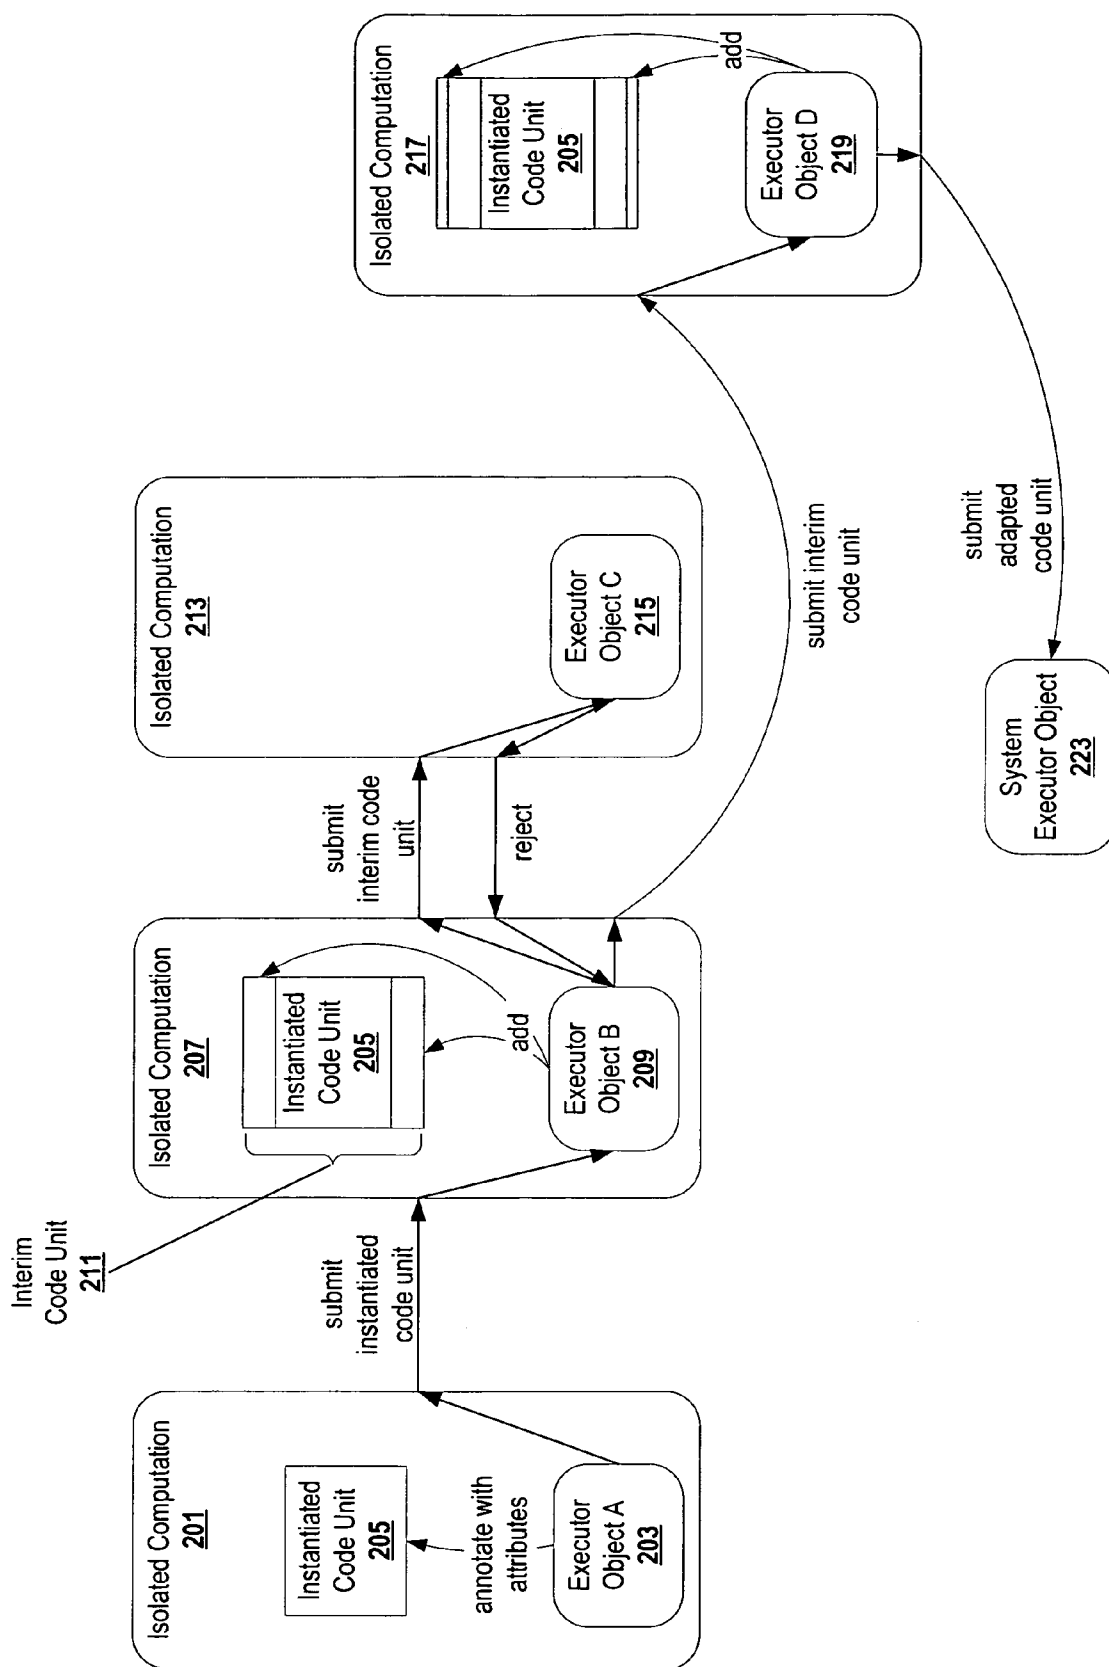 Isolated Computation
201
Instantiated
Code Unit
205
annotate with
attributes
Executor
Object A
203
submit
instantiated
code unit
Interim
Code Unit
211
Isolated Computation
207
Instantiated
Code Unit
205
add
Executor
Object B
209
submit
interim code
unit
reject
Isolated Computation
213
Executor
Object C
215
submit interim
code unit
Isolated Computation
217
Instantiated
Code Unit
205
add
Executor
Object D
219
submit
adapted
code unit
System
Executor Object
223